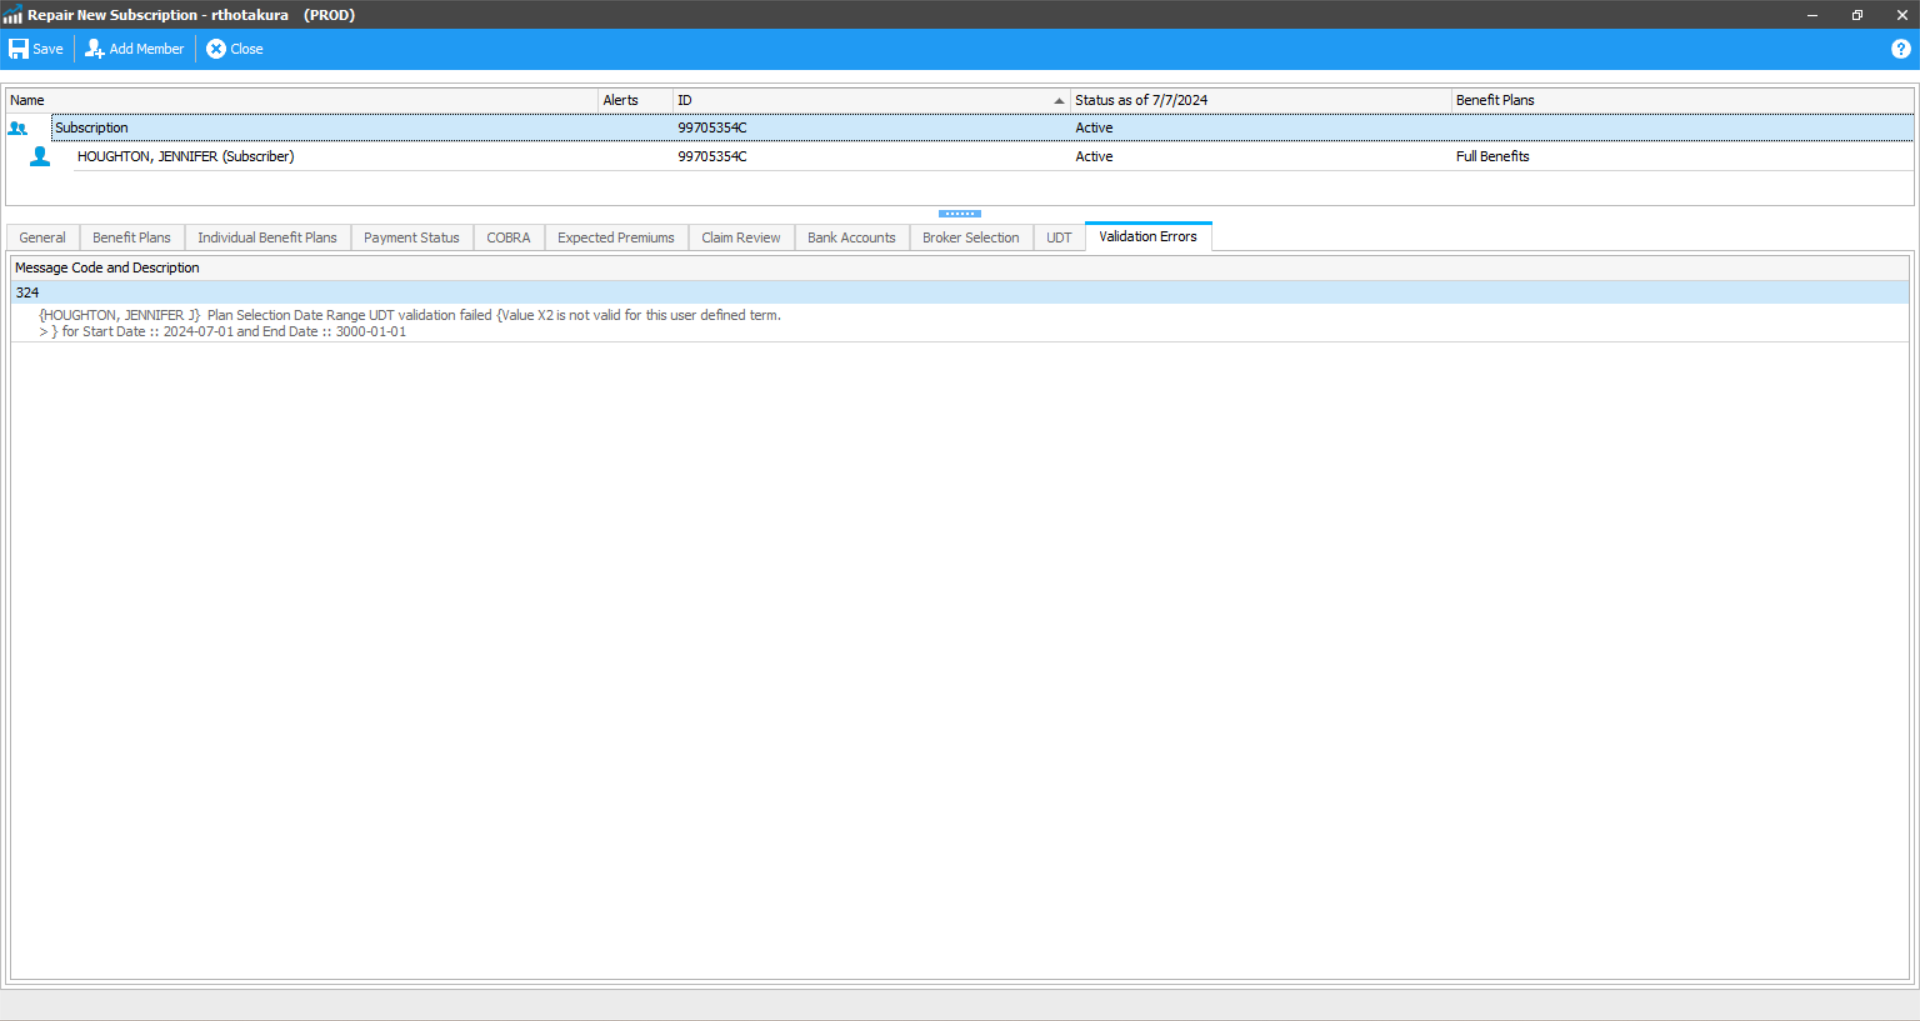 Repair New Subscription - rthotakura (PROD)
Save Add Member Close ?
Name Alerts ID Status as of 7/7/2024 Benefit Plans
Subscription 99705354C Active
HOUGHTON, JENNIFER (Subscriber) 99705354C Active Full Benefits
General Benefit Plans Individual Benefit Plans Payment Status COBRA Expected Premiums Claim Review Bank Accounts Broker Selection UDT Validation Errors
Message Code and Description
324
{HOUGHTON, JENNIFER J} Plan Selection Date Range UDT validation failed {Value X2 is not valid for this user defined term.
> } for Start Date :: 2024-07-01 and End Date :: 3000-01-01